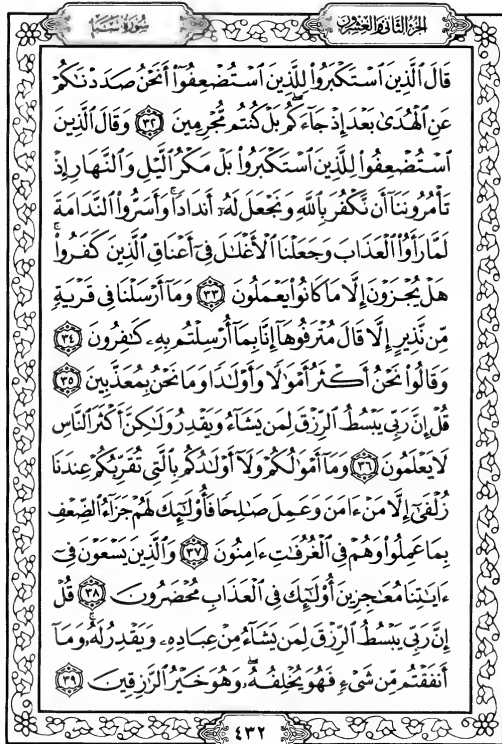 الجزء الثاني والعشرون
سورة سبإ
قَالَ ٱلَّذِينَ ٱسْتَكْبَرُوا۟ لِلَّذِينَ ٱسْتُضْعِفُوٓا۟ أَنَحْنُ صَدَدْنَٰكُمْ
عَنِ ٱلْهُدَىٰ بَعْدَ إِذْ جَآءَكُم ۖ بَلْ كُنتُم مُّجْرِمِينَ ٣٢ وَقَالَ ٱلَّذِينَ
ٱسْتُضْعِفُوا۟ لِلَّذِينَ ٱسْتَكْبَرُوا۟ بَلْ مَكْرُ ٱلَّيْلِ وَٱلنَّهَارِ إِذْ
تَأْمُرُونَنَآ أَن نَّكْفُرَ بِٱللَّهِ وَنَجْعَلَ لَهُۥٓ أَندَادًا ۚ وَأَسَرُّوا۟ ٱلنَّدَامَةَ
لَمَّا رَأَوُا۟ ٱلْعَذَابَ وَجَعَلْنَا ٱلْأَغْلَٰلَ فِىٓ أَعْنَاقِ ٱلَّذِينَ كَفَرُوا۟ ۚ
هَلْ يُجْزَوْنَ إِلَّا مَا كَانُوا۟ يَعْمَلُونَ ٣٣ وَمَآ أَرْسَلْنَا فِى قَرْيَةٍ
مِّن نَّذِيرٍ إِلَّا قَالَ مُتْرَفُوهَآ إِنَّا بِمَآ أُرْسِلْتُم بِهِۦ كَٰفِرُونَ ٣٤
وَقَالُوا۟ نَحْنُ أَكْثَرُ أَمْوَٰلًا وَأَوْلَٰدًا وَمَا نَحْنُ بِمُعَذَّبِينَ ٣٥
قُلْ إِنَّ رَبِّى يَبْسُطُ ٱلرِّزْقَ لِمَن يَشَآءُ وَيَقْدِرُ وَلَٰكِنَّ أَكْثَرَ ٱلنَّاسِ
لَا يَعْلَمُونَ ٣٦ وَمَآ أَمْوَٰلُكُمْ وَلَآ أَوْلَٰدُكُم بِٱلَّتِى تُقَرِّبُكُمْ عِندَنَا
زُلْفَىٰٓ إِلَّا مَنْ ءَامَنَ وَعَمِلَ صَٰلِحًا فَأُو۟لَٰٓئِكَ لَهُمْ جَزَآءُ ٱلضِّعْفِ
بِمَا عَمِلُوا۟ وَهُمْ فِى ٱلْغُرُفَٰتِ ءَامِنُونَ ٣٧ وَٱلَّذِينَ يَسْعَوْنَ فِىٓ
ءَايَٰتِنَا مُعَٰجِزِينَ أُو۟لَٰٓئِكَ فِى ٱلْعَذَابِ مُحْضَرُونَ ٣٨ قُلْ
إِنَّ رَبِّى يَبْسُطُ ٱلرِّزْقَ لِمَن يَشَآءُ مِنْ عِبَادِهِۦ وَيَقْدِرُ لَهُۥ ۚ وَمَآ
أَنفَقْتُم مِّن شَىْءٍ فَهُوَ يُخْلِفُهُۥ ۖ وَهُوَ خَيْرُ ٱلرَّٰزِقِينَ ٣٩
٤٣٢